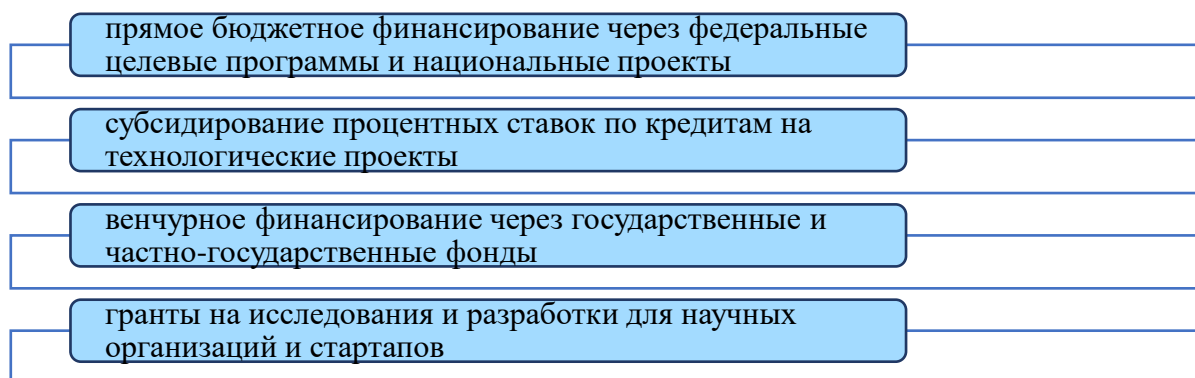 прямое бюджетное финансирование через федеральные
целевые программы и национальные проекты
субсидирование процентных ставок по кредитам на
технологические проекты
венчурное финансирование через государственные и
частно-государственные фонды
гранты на исследования и разработки для научных
организаций и стартапов